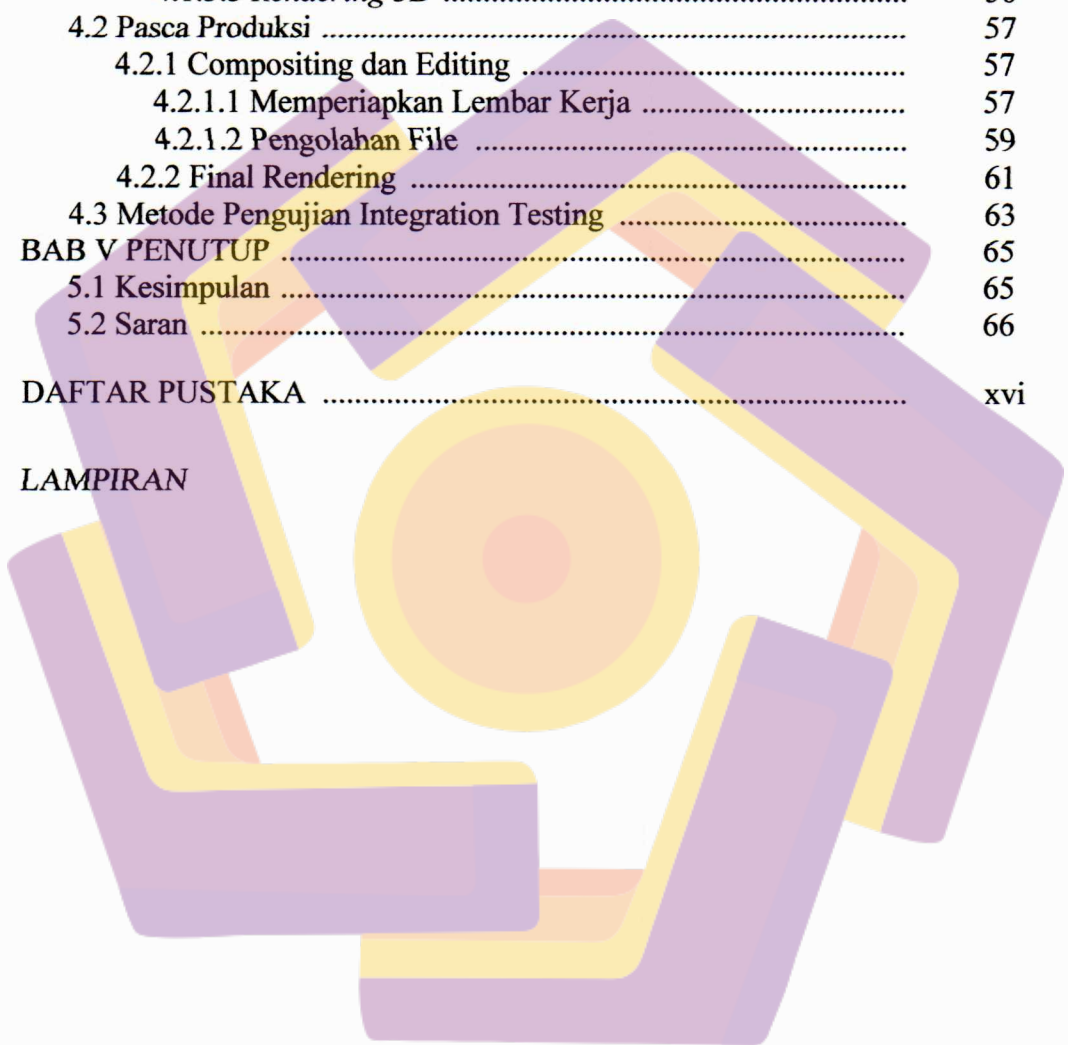 Rendering 3D ........................................................................
4.2 Pasca Produksi ........................................................................ 57
4.2.1 Compositing dan Editing ............................................................ 57
4.2.1.1 Memperiapkan Lembar Kerja .......................................... 57
4.2.1.2 Pengolahan File .................................................................. 59
4.2.2 Final Rendering .......................................................................... 61
4.3 Metode Pengujian Integration Testing ............................................ 63
BAB V PENUTUP .............................................................................. 65
5.1 Kesimpulan .............................................................................. 65
5.2 Saran ........................................................................................ 66
DAFTAR PUSTAKA ........................................................................ xvi
LAMPIRAN